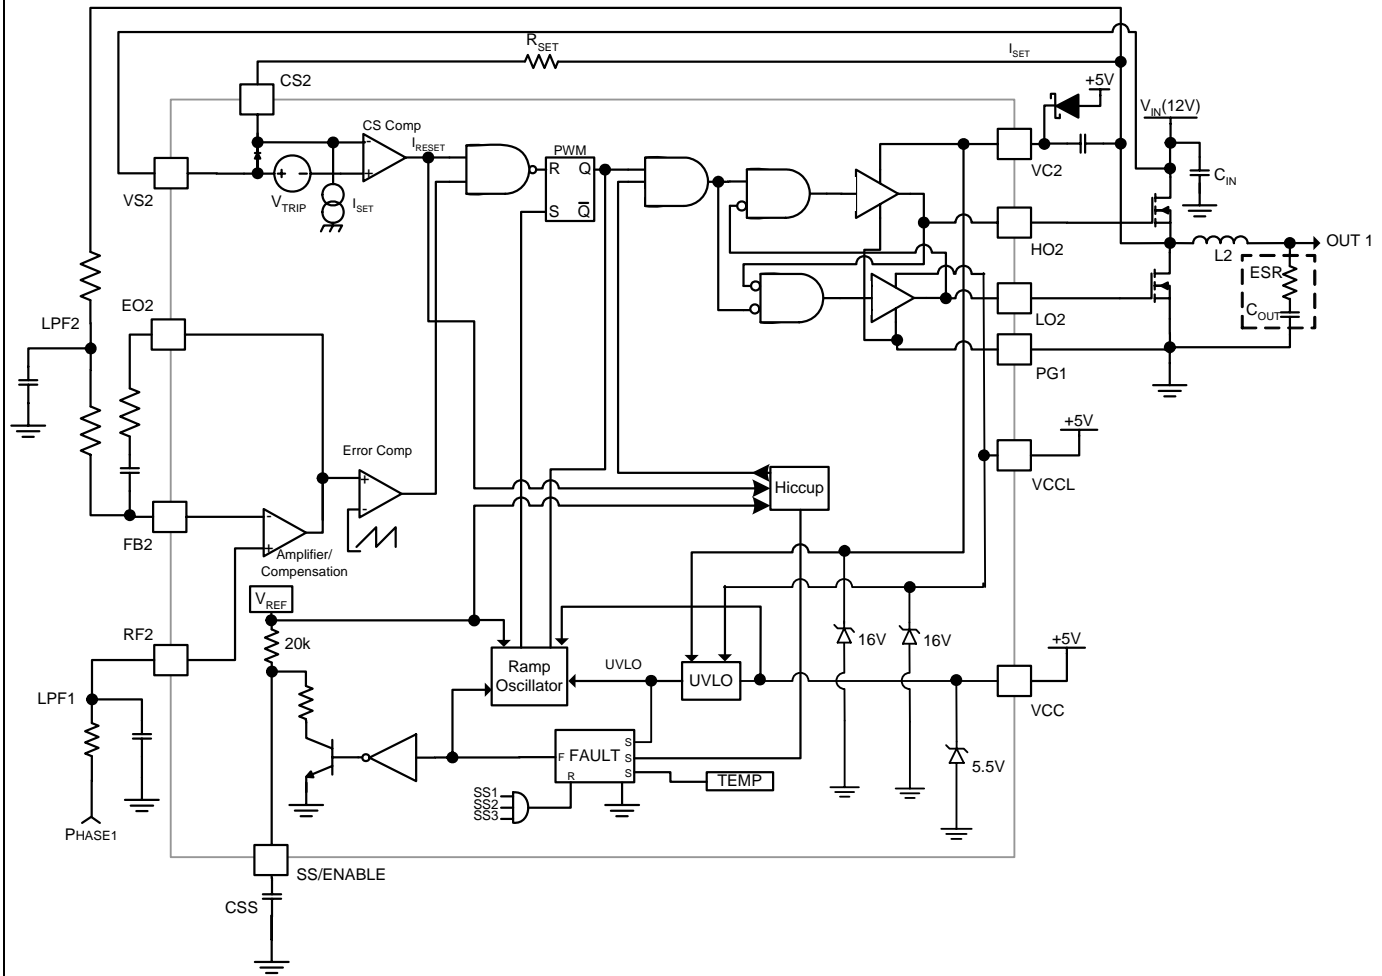 RSET
ISET
CS2
+5V
VIN(12V)
CS Comp
IRESET
PWM
R Q
S Q̅
VC2
CIN
VS2
VTRIP
ISET
HO2
OUT 1
L2
ESR
COUT
EO2
LPF2
LO2
PG1
+5V
Error Comp
Hiccup
VCCL
- +
FB2
Amplifier/
Compensation
VREF
RF2
20k
16V
16V
+5V
Ramp
Oscillator
UVLO
UVLO
LPF1
VCC
F FAULT S
S
S
R
5.5V
TEMP
SS1
SS2
SS3
PHASE1
SS/ENABLE
CSS